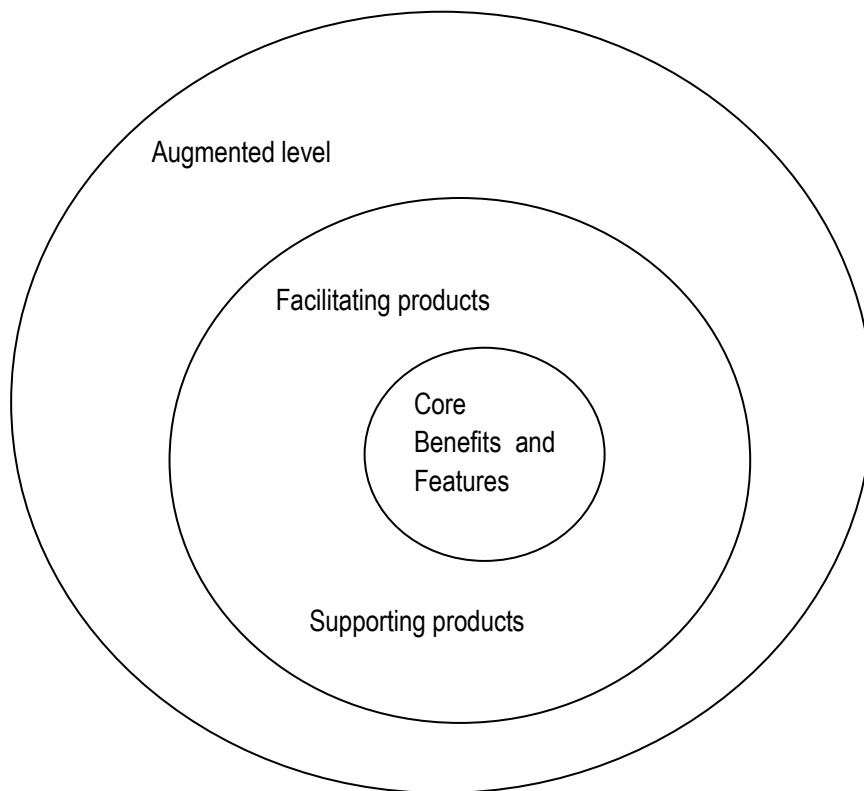 Augmented level
Facilitating products
Core
Benefits and
Features
Supporting products